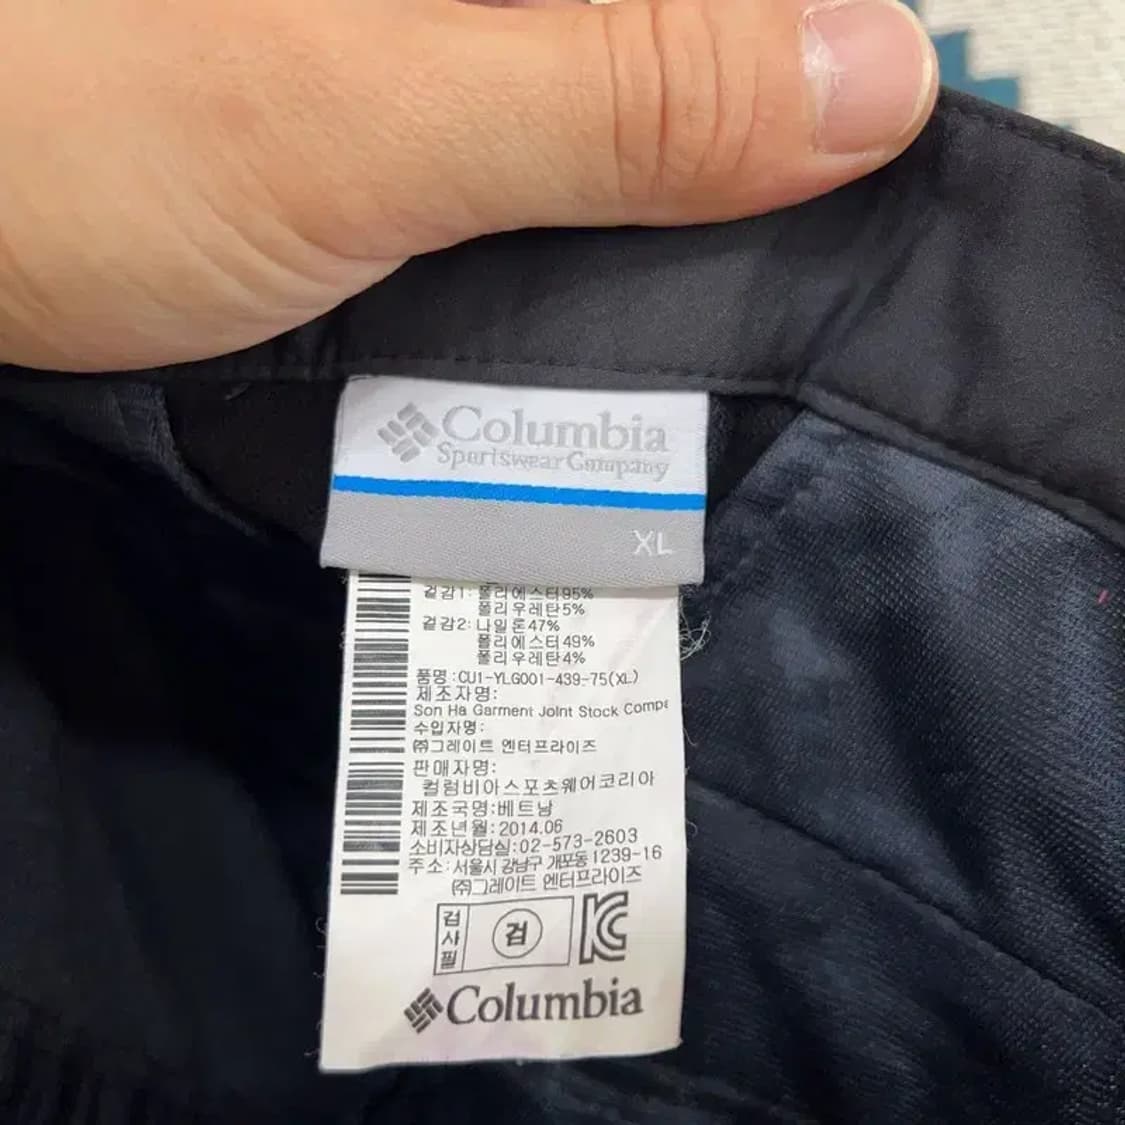 Columbia
Sportswear Company
XL
겉감1: 폴리에스터95%
폴리우레탄5%
겉감2: 나일론47%
폴리에스터49%
폴리우레탄4%
품명:CU1-YLG001-439-75(XL)
제조자명:
Son Ha Garment Joint Stock Compa
수입자명:
㈜그레이트 엔터프라이즈
판매자명:
컬럼비아스포츠웨어코리아
제조국명:베트남
제조년월:2014.06
소비자상담실:02-573-2603
주소:서울시 강남구 개포동1239-16
㈜그레이트 엔터프라이즈
검사필
검
KC
Columbia